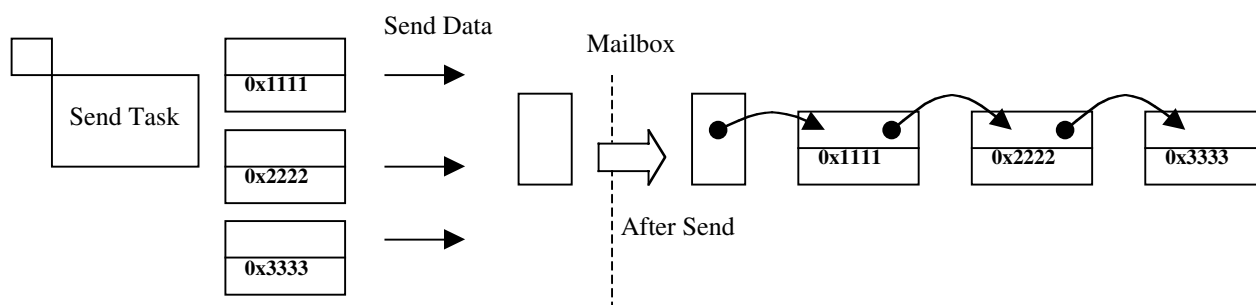 Send Data
Mailbox
Send Task
0x1111
0x2222
0x3333
0x1111
0x2222
0x3333
After Send